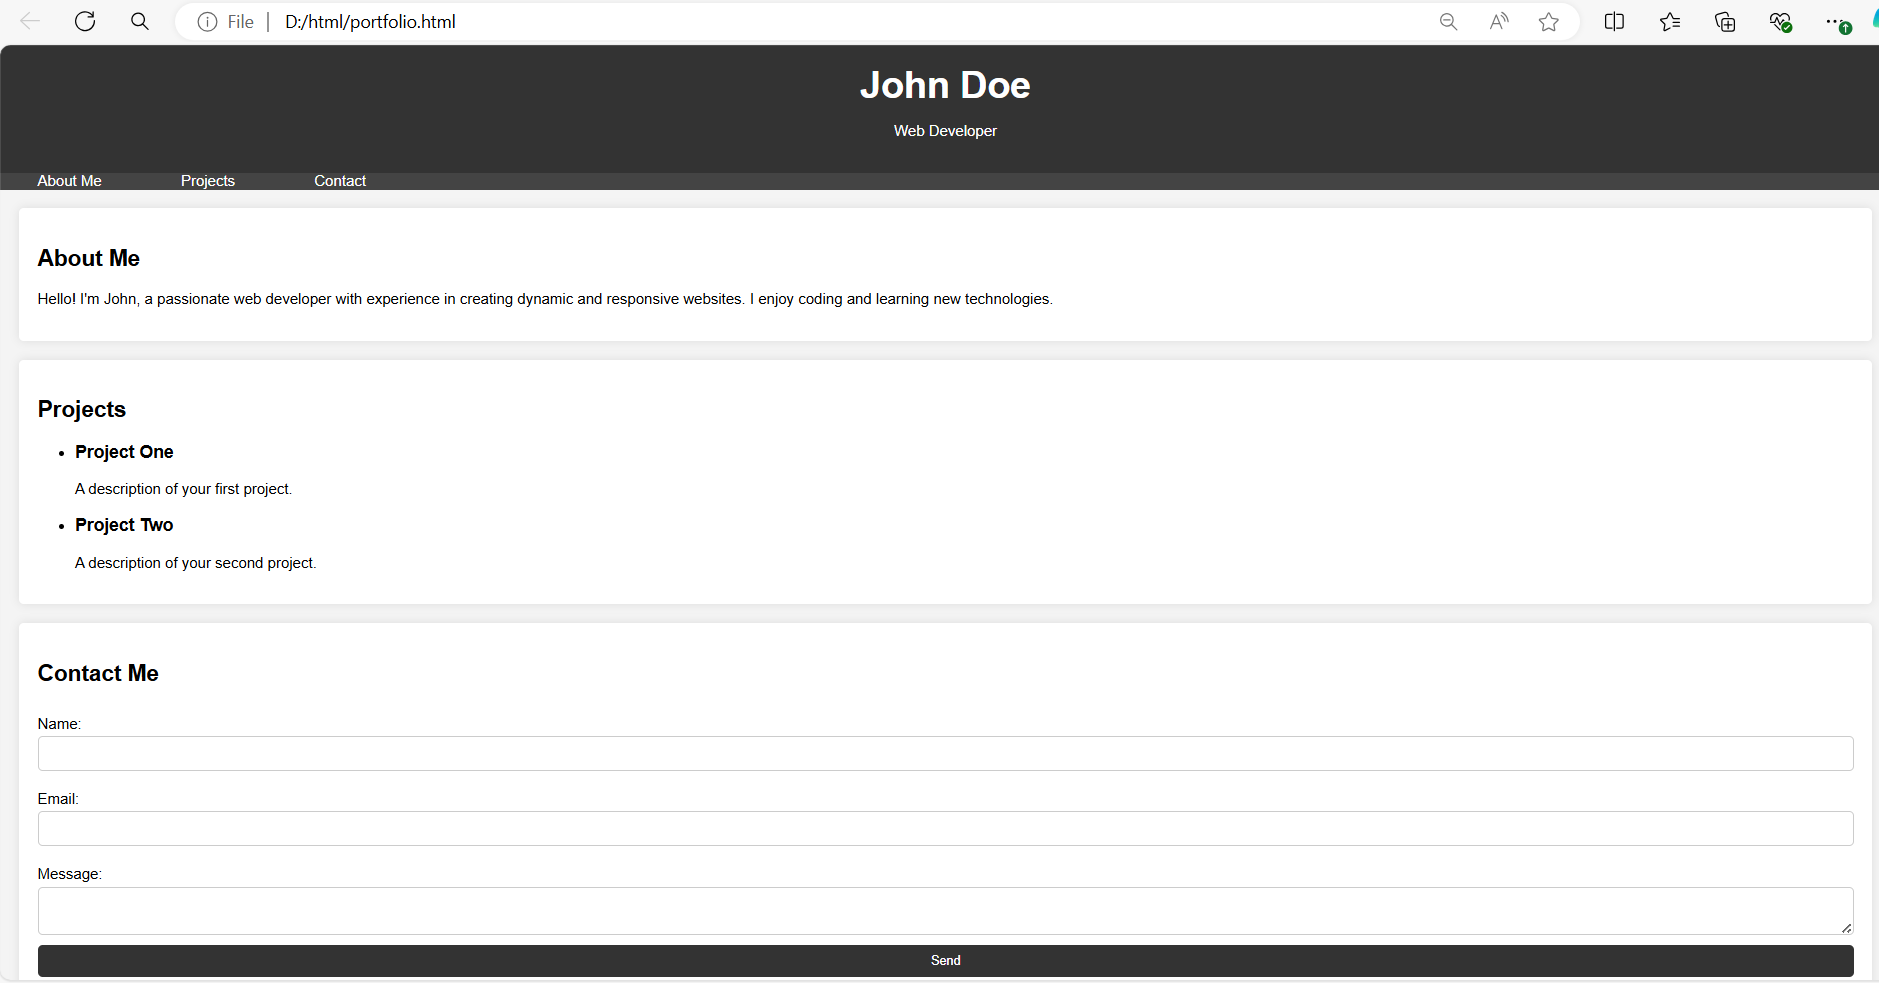 File | D:/html/portfolio.html
John Doe
Web Developer
About Me Projects Contact
About Me
Hello! I'm John, a passionate web developer with experience in creating dynamic and responsive websites. I enjoy coding and learning new technologies.
Projects
• Project One
A description of your first project.
• Project Two
A description of your second project.
Contact Me
Name:
Email:
Message:
Send